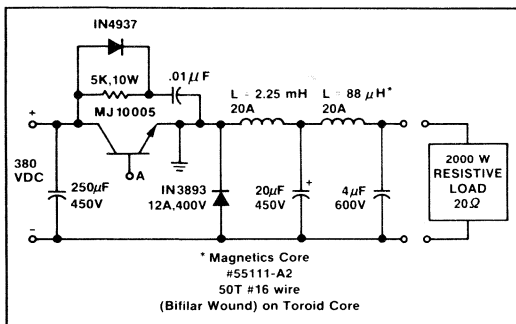 IN4937
5K,10W
.01μF
MJ10005
L = 2.25 mH
20A
L = 88 μH*
20A
+
380
VDC
250μF
450V
A
IN3893
12A,400V
20μF
450V
+
4μF
600V
2000 W
RESISTIVE
LOAD
20Ω
−
* Magnetics Core
#55111-A2
50T #16 wire
(Bifilar Wound) on Toroid Core